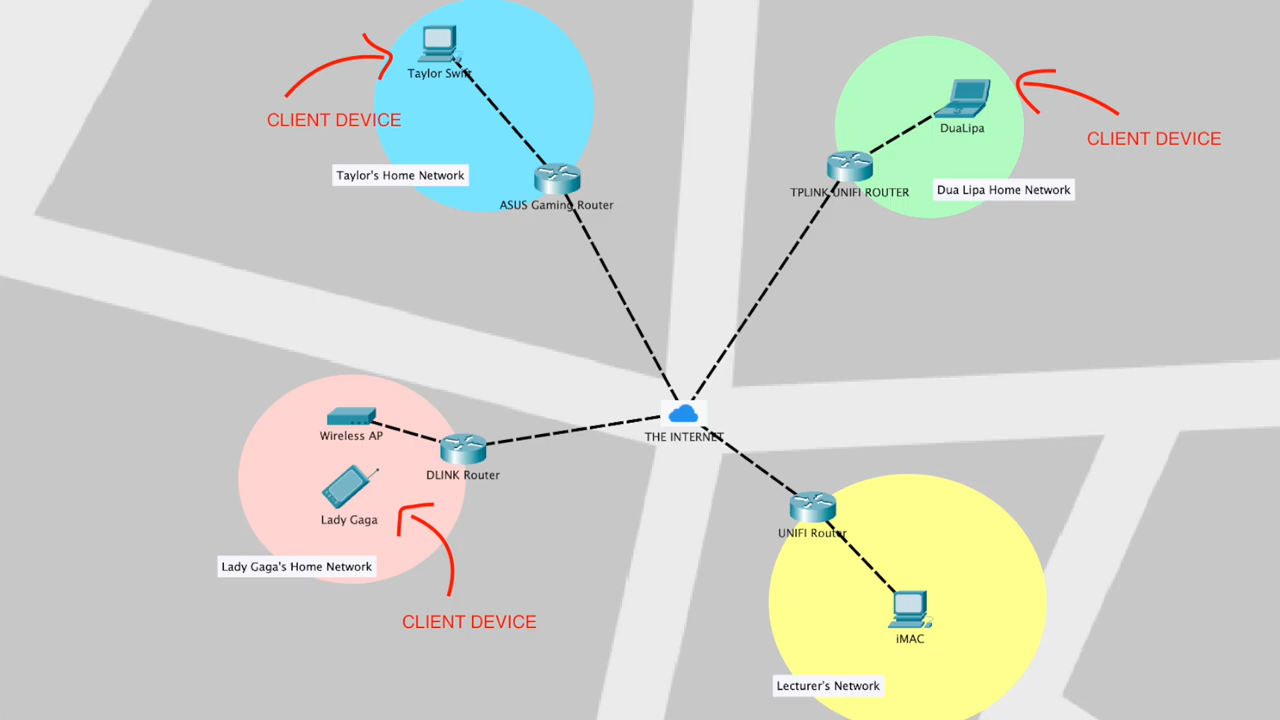 Taylor Swift
CLIENT DEVICE
Taylor's Home Network
ASUS Gaming Router
DuaLipa
CLIENT DEVICE
TPLINK UNIFI ROUTER
Dua Lipa Home Network
THE INTERNET
Wireless AP
DLINK Router
Lady Gaga
Lady Gaga's Home Network
CLIENT DEVICE
UNIFI Router
iMAC
Lecturer's Network